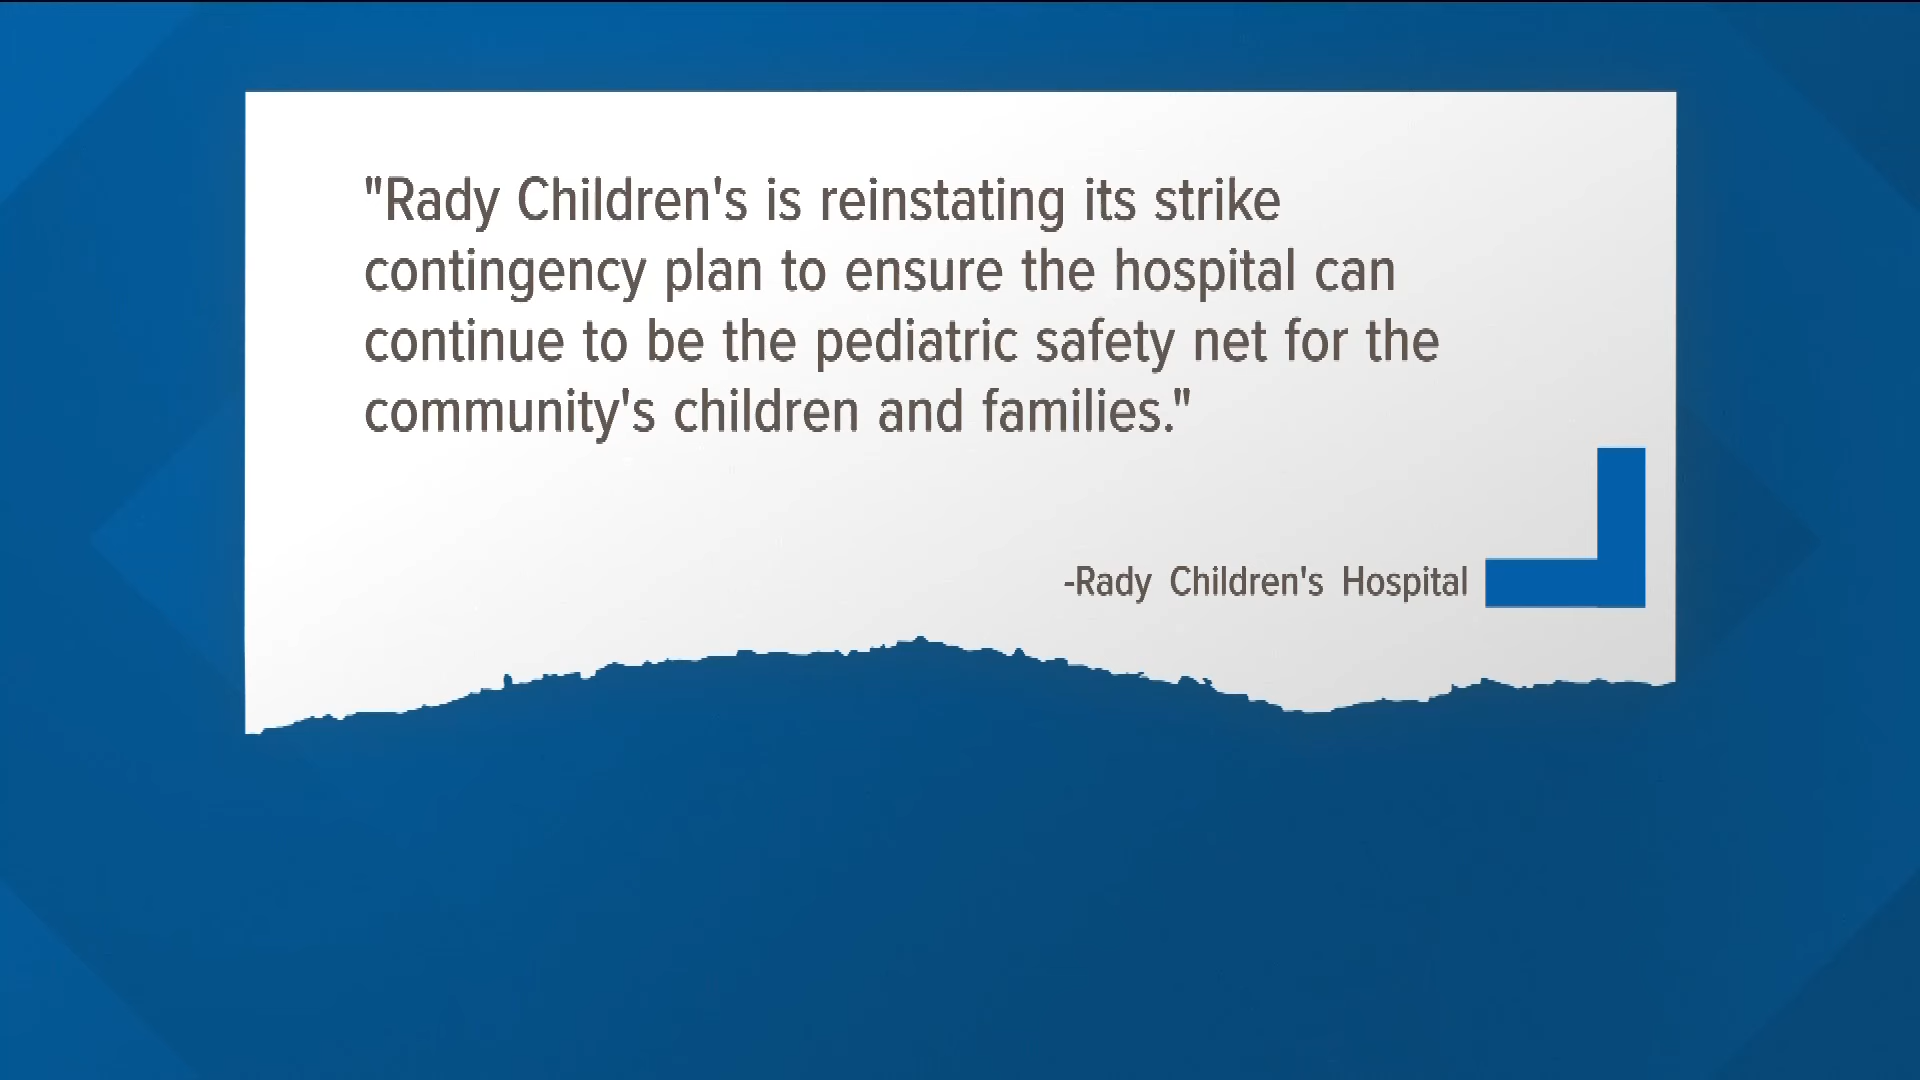 "Rady Children's is reinstating its strike
contingency plan to ensure the hospital can
continue to be the pediatric safety net for the
community's children and families."
-Rady Children's Hospital